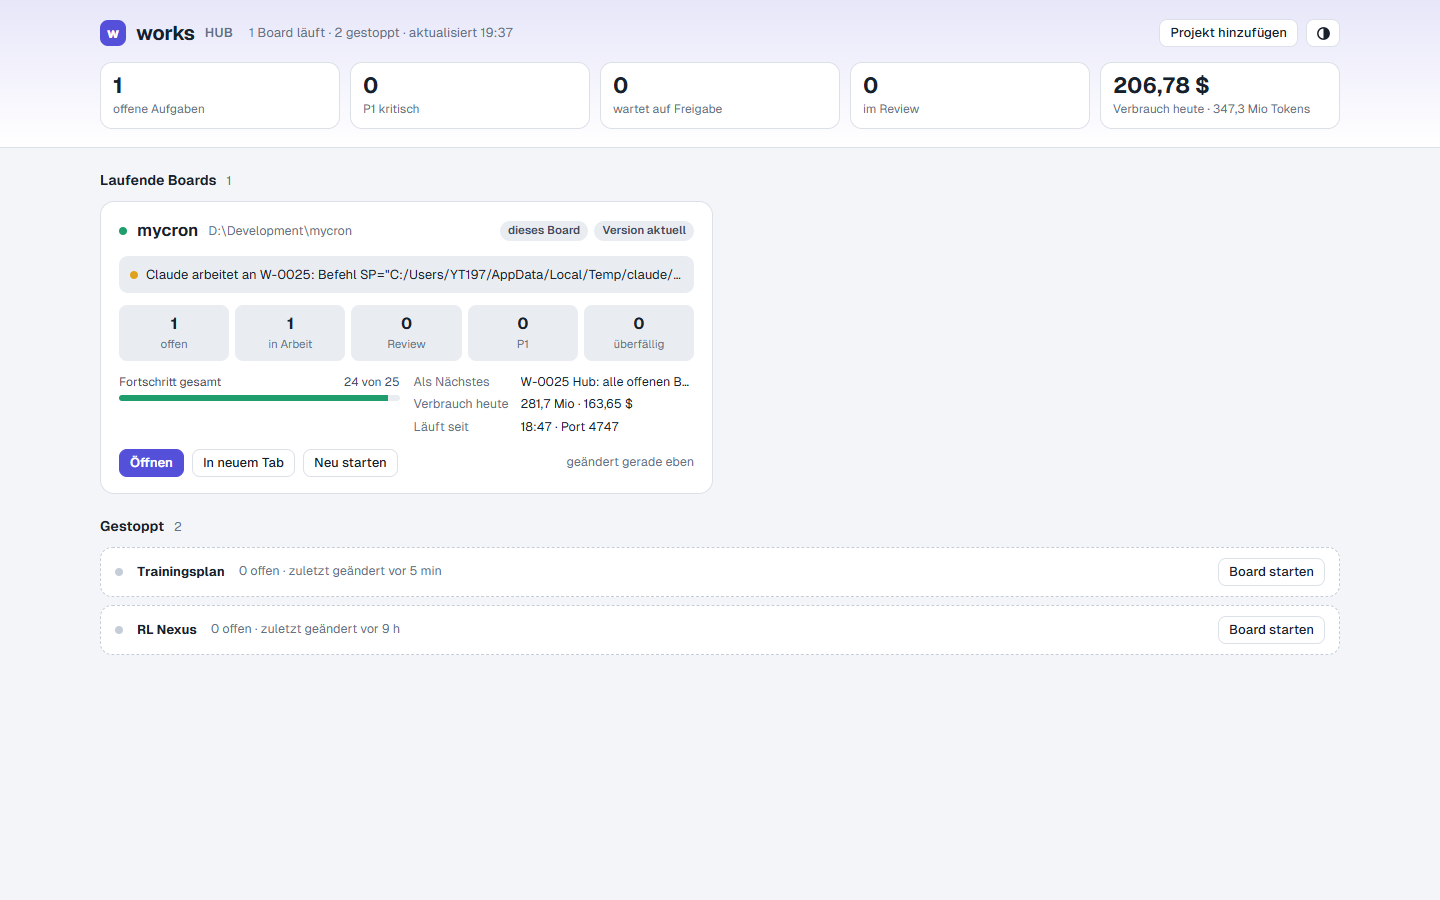 w works HUB 1 Board läuft · 2 gestoppt · aktualisiert 19:37 Projekt hinzufügen
1 0 0 0 206,78 $
offene Aufgaben P1 kritisch wartet auf Freigabe im Review Verbrauch heute · 347,3 Mio Tokens
Laufende Boards 1
mycron D:\Development\mycron dieses Board Version aktuell
Claude arbeitet an W-0025: Befehl SP="C:/Users/YT197/AppData/Local/Temp/claude/…
1 1 0 0 0
offen in Arbeit Review P1 überfällig
Fortschritt gesamt 24 von 25 Als Nächstes W-0025 Hub: alle offenen B…
Verbrauch heute 281,7 Mio · 163,65 $
Läuft seit 18:47 · Port 4747
Öffnen In neuem Tab Neu starten geändert gerade eben
Gestoppt 2
Trainingsplan 0 offen · zuletzt geändert vor 5 min Board starten
RL Nexus 0 offen · zuletzt geändert vor 9 h Board starten